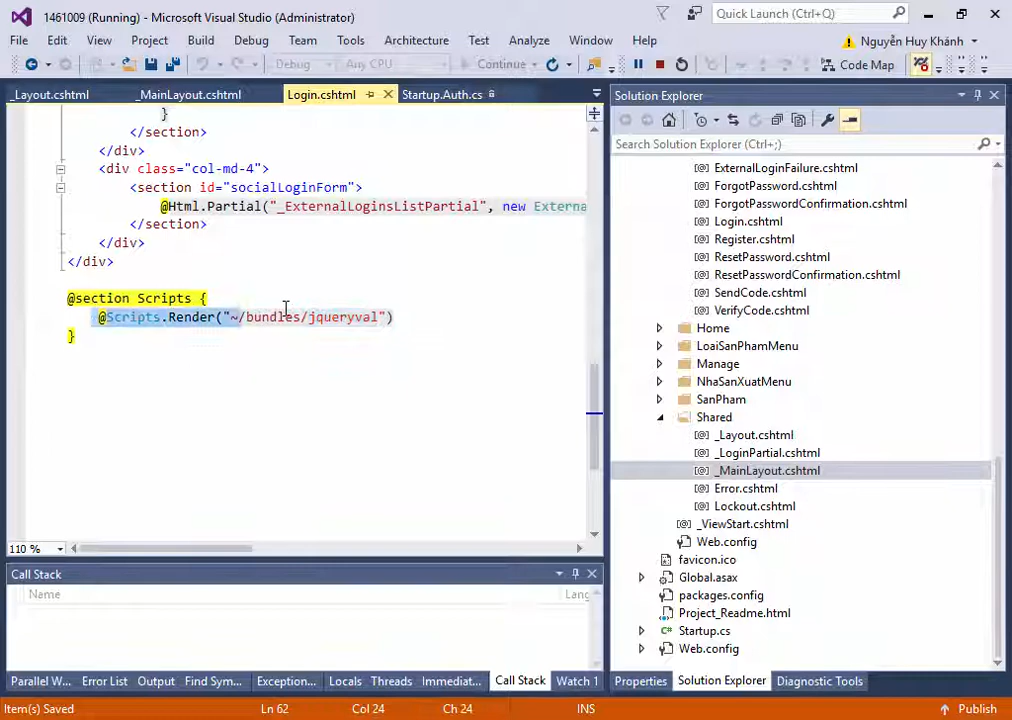 1461009 (Running) - Microsoft Visual Studio (Administrator)
Quick Launch (Ctrl+Q)
File Edit View Project Build Debug Team Tools Architecture Test Analyze Window Help
Nguyễn Huy Khánh
Debug Any CPU Continue Code Map
_Layout.cshtml _MainLayout.cshtml Login.cshtml Startup.Auth.cs
}
</section>
</div>
<div class="col-md-4">
<section id="socialLoginForm">
@Html.Partial("_ExternalLoginsListPartial", new Externa
</section>
</div>
</div>
@section Scripts {
@Scripts.Render("~/bundles/jqueryval")
}
110 %
Call Stack
Name Lang
Parallel W... Error List Output Find Sym... Exception... Locals Threads Immediat... Call Stack Watch 1
Solution Explorer
Search Solution Explorer (Ctrl+;)
ExternalLoginFailure.cshtml
ForgotPassword.cshtml
ForgotPasswordConfirmation.cshtml
Login.cshtml
Register.cshtml
ResetPassword.cshtml
ResetPasswordConfirmation.cshtml
SendCode.cshtml
VerifyCode.cshtml
Home
LoaiSanPhamMenu
Manage
NhaSanXuatMenu
SanPham
Shared
_Layout.cshtml
_LoginPartial.cshtml
_MainLayout.cshtml
Error.cshtml
Lockout.cshtml
_ViewStart.cshtml
Web.config
favicon.ico
Global.asax
packages.config
Project_Readme.html
Startup.cs
Web.config
Properties Solution Explorer Diagnostic Tools
Item(s) Saved Ln 62 Col 24 Ch 24 INS Publish